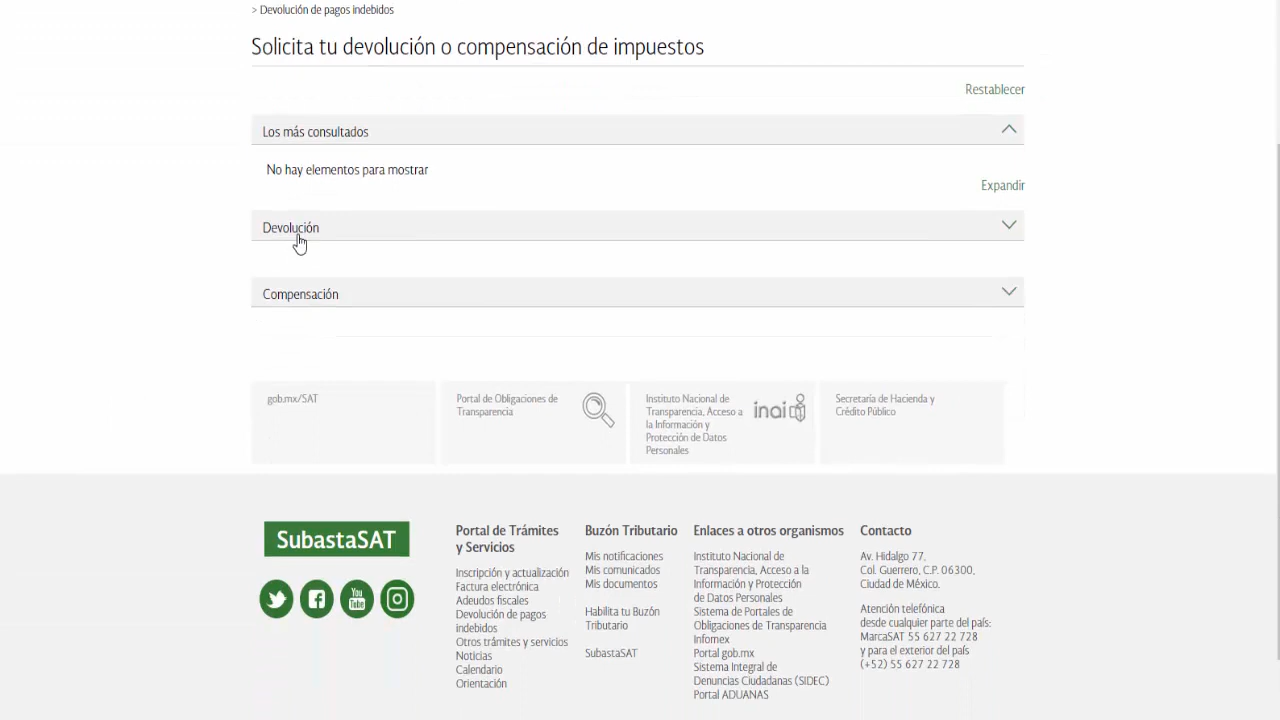 > Devolución de pagos indebidos
Solicita tu devolución o compensación de impuestos
Restablecer
Los más consultados
No hay elementos para mostrar
Expandir
Devolución
Compensación
gob.mx/SAT
Portal de Obligaciones de
Transparencia
Instituto Nacional de
Transparencia, Acceso a
la Información y
Protección de Datos
Personales
inai
Secretaría de Hacienda y
Crédito Público
SubastaSAT
You
Tube
Portal de Trámites
y Servicios
Inscripción y actualización
Factura electrónica
Adeudos fiscales
Devolución de pagos
indebidos
Otros trámites y servicios
Noticias
Calendario
Orientación
Buzón Tributario
Mis notificaciones
Mis comunicados
Mis documentos
Habilita tu Buzón
Tributario
SubastaSAT
Enlaces a otros organismos
Instituto Nacional de
Transparencia, Acceso a la
Información y Protección
de Datos Personales
Sistema de Portales de
Obligaciones de Transparencia
Infomex
Portal gob.mx
Sistema Integral de
Denuncias Ciudadanas (SIDEC)
Portal ADUANAS
Contacto
Av. Hidalgo 77,
Col. Guerrero, C.P. 06300,
Ciudad de México.
Atención telefónica
desde cualquier parte del país:
MarcaSAT 55 627 22 728
y para el exterior del país
(+52) 55 627 22 728